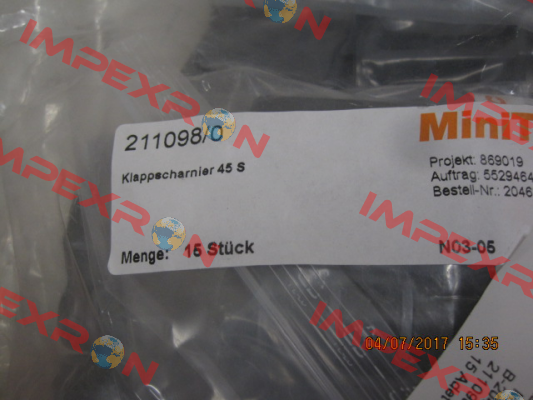 211098/0
Klappscharnier 45 S
Menge: 15 Stück
MiniT
Projekt: 869019
Auftrag: 5529464
Bestell-Nr.: 2046
N03-05
04/07/2017 15:35
IMPEXRON
IMPEXRON
IMPEXRON
IMPEXRON
IMPEXRON